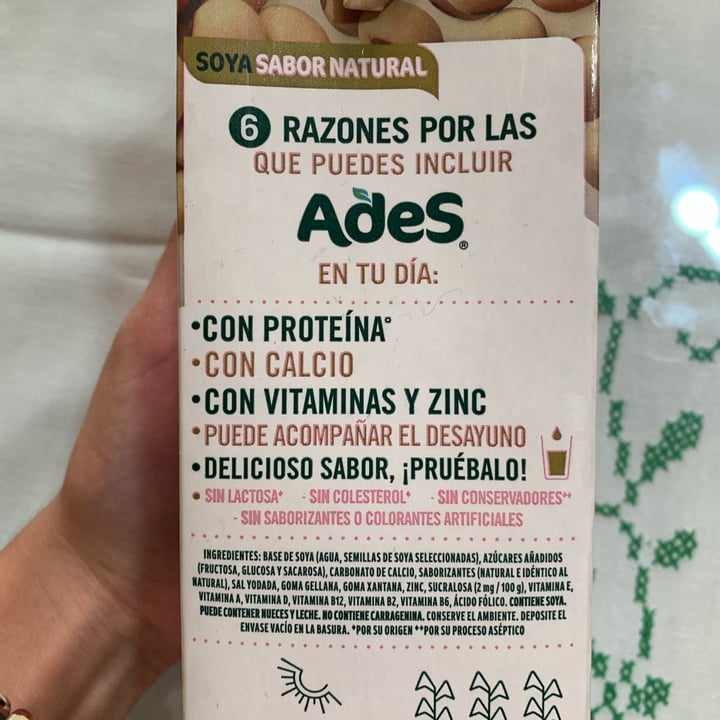 SOYA SABOR NATURAL
6 RAZONES POR LAS
QUE PUEDES INCLUIR
AdeS®
EN TU DÍA:
•CON PROTEÍNA*
•CON CALCIO
•CON VITAMINAS Y ZINC
•PUEDE ACOMPAÑAR EL DESAYUNO
•DELICIOSO SABOR, ¡PRUÉBALO!
• SIN LACTOSA* - SIN COLESTEROL* - SIN CONSERVADORES**
- SIN SABORIZANTES O COLORANTES ARTIFICIALES
INGREDIENTES: BASE DE SOYA (AGUA, SEMILLAS DE SOYA SELECCIONADAS), AZÚCARES AÑADIDOS
(FRUCTOSA, GLUCOSA Y SACAROSA), CARBONATO DE CALCIO, SABORIZANTES (NATURAL E IDÉNTICO AL
NATURAL), SAL YODADA, GOMA GELLANA, GOMA XANTANA, ZINC, SUCRALOSA (2 mg / 100 g), VITAMINA E,
VITAMINA A, VITAMINA D, VITAMINA B12, VITAMINA B2, VITAMINA B6, ÁCIDO FÓLICO. CONTIENE SOYA.
PUEDE CONTENER NUECES Y LECHE. NO CONTIENE CARRAGENINA. CONSERVE EL AMBIENTE. DEPOSITE EL
ENVASE VACÍO EN LA BASURA. *POR SU ORIGEN **POR SU PROCESO ASÉPTICO